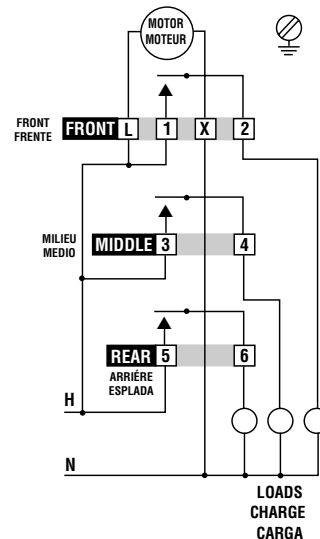 MOTOR
MOTEUR
FRONT
FRENTE
FRONT L 1 X 2
MILIEU
MEDIO
MIDDLE 3 4
REAR 5 6
ARRIÉRE
ESPLADA
H
N
LOADS
CHARGE
CARGA